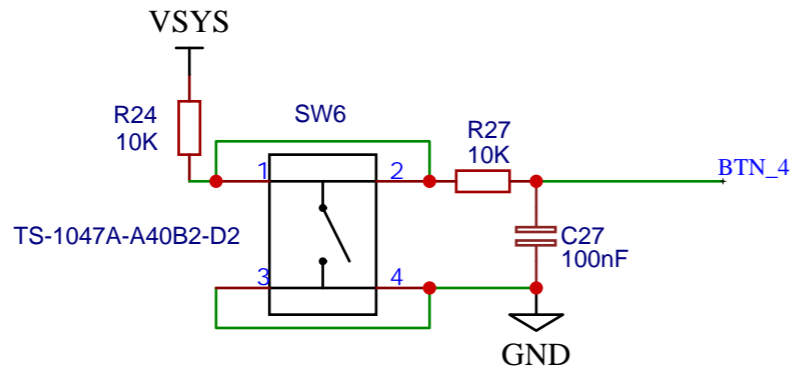 VSYS
R24
10K
SW6
1
2
R27
10K
BTN_4
TS-1047A-A40B2-D2
3
4
C27
100nF
GND